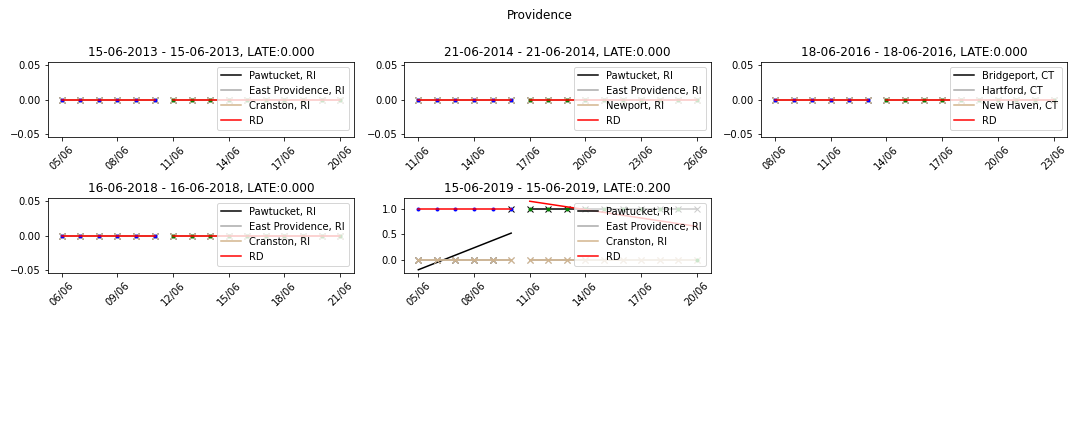 Providence
15-06-2013 - 15-06-2013, LATE:0.000
0.05
0.00
−0.05
Pawtucket, RI
East Providence, RI
Cranston, RI
RD
05/06
08/06
11/06
14/06
17/06
20/06
21-06-2014 - 21-06-2014, LATE:0.000
0.05
0.00
−0.05
Pawtucket, RI
East Providence, RI
Newport, RI
RD
11/06
14/06
17/06
20/06
23/06
26/06
18-06-2016 - 18-06-2016, LATE:0.000
0.05
0.00
−0.05
Bridgeport, CT
Hartford, CT
New Haven, CT
RD
08/06
11/06
14/06
17/06
20/06
23/06
16-06-2018 - 16-06-2018, LATE:0.000
0.05
0.00
−0.05
Pawtucket, RI
East Providence, RI
Cranston, RI
RD
06/06
09/06
12/06
15/06
18/06
21/06
15-06-2019 - 15-06-2019, LATE:0.200
1.0
0.5
0.0
Pawtucket, RI
East Providence, RI
Cranston, RI
RD
05/06
08/06
11/06
14/06
17/06
20/06